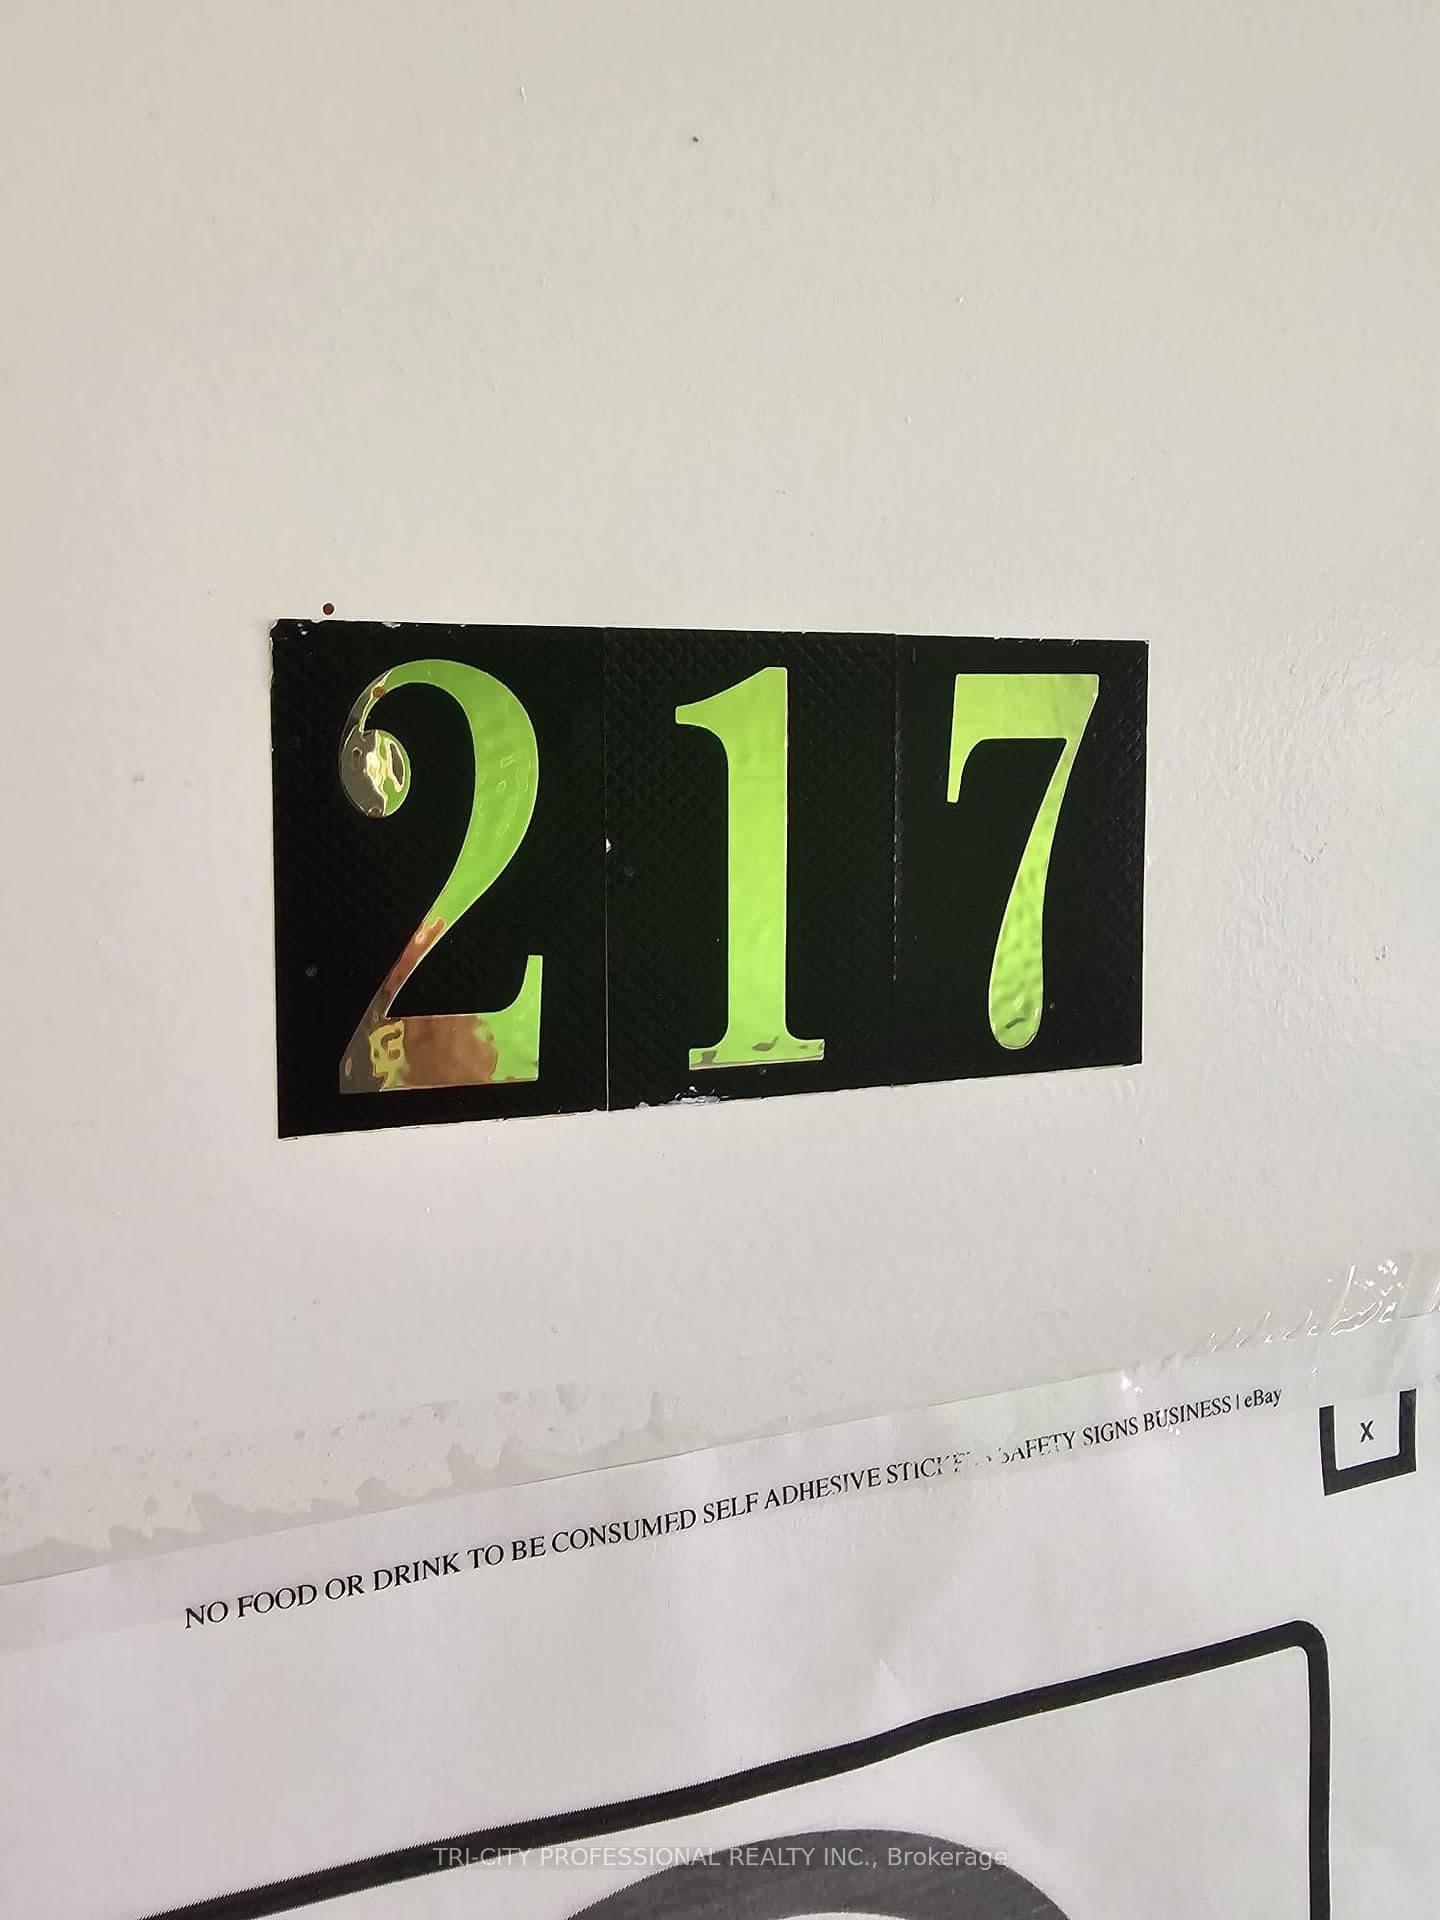 217
NO FOOD OR DRINK TO BE CONSUMED SELF ADHESIVE SAFETY SIGNS BUSINESS | eBay
X
TRI-CITY PROFESSIONAL REALTY INC., Brokerage